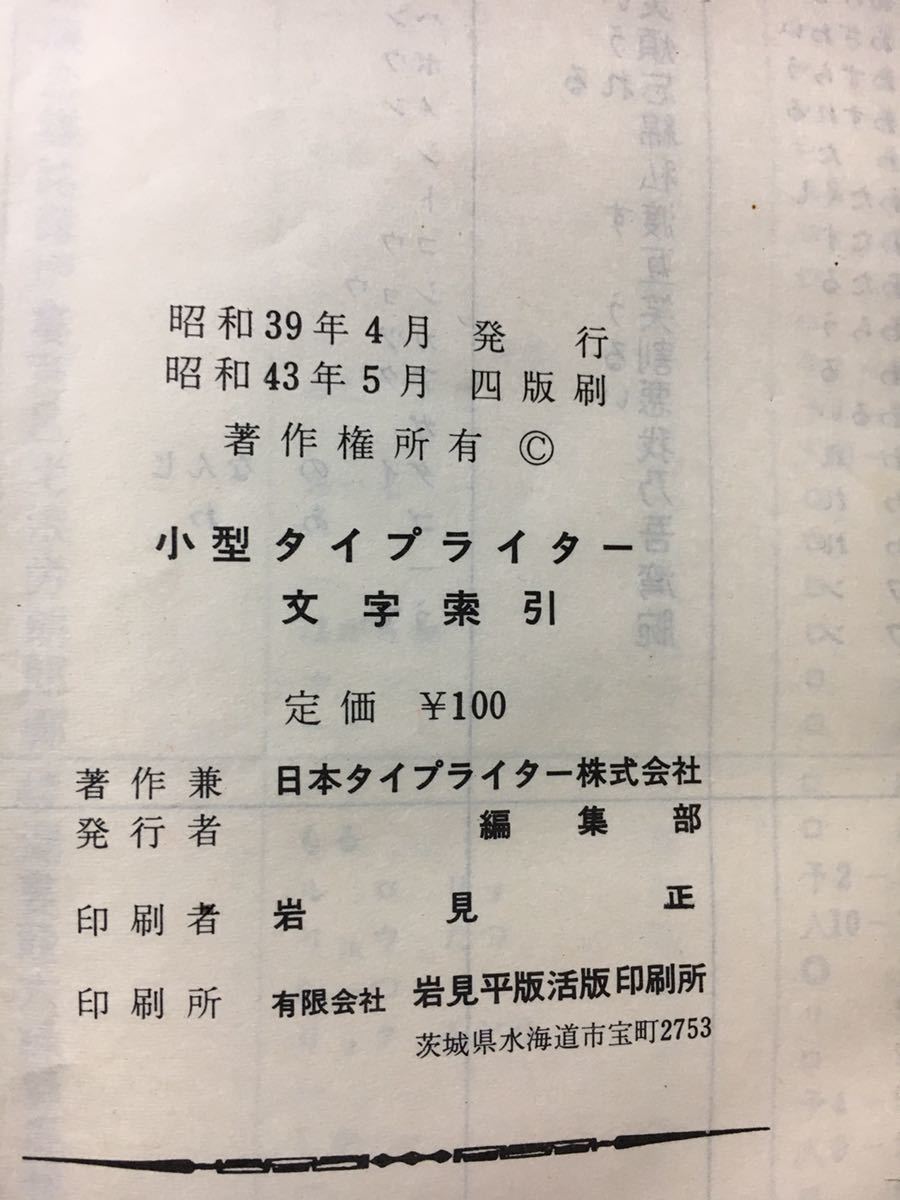 昭和39年4月 発行
昭和43年5月 四版刷
著作権所有 ©
小型タイプライター
文字索引
定価 ¥100
著作兼 日本タイプライター株式会社
発行者 編集部
印刷者 岩見 正
印刷所 有限会社 岩見平版活版印刷所
茨城県水海道市宝町2753